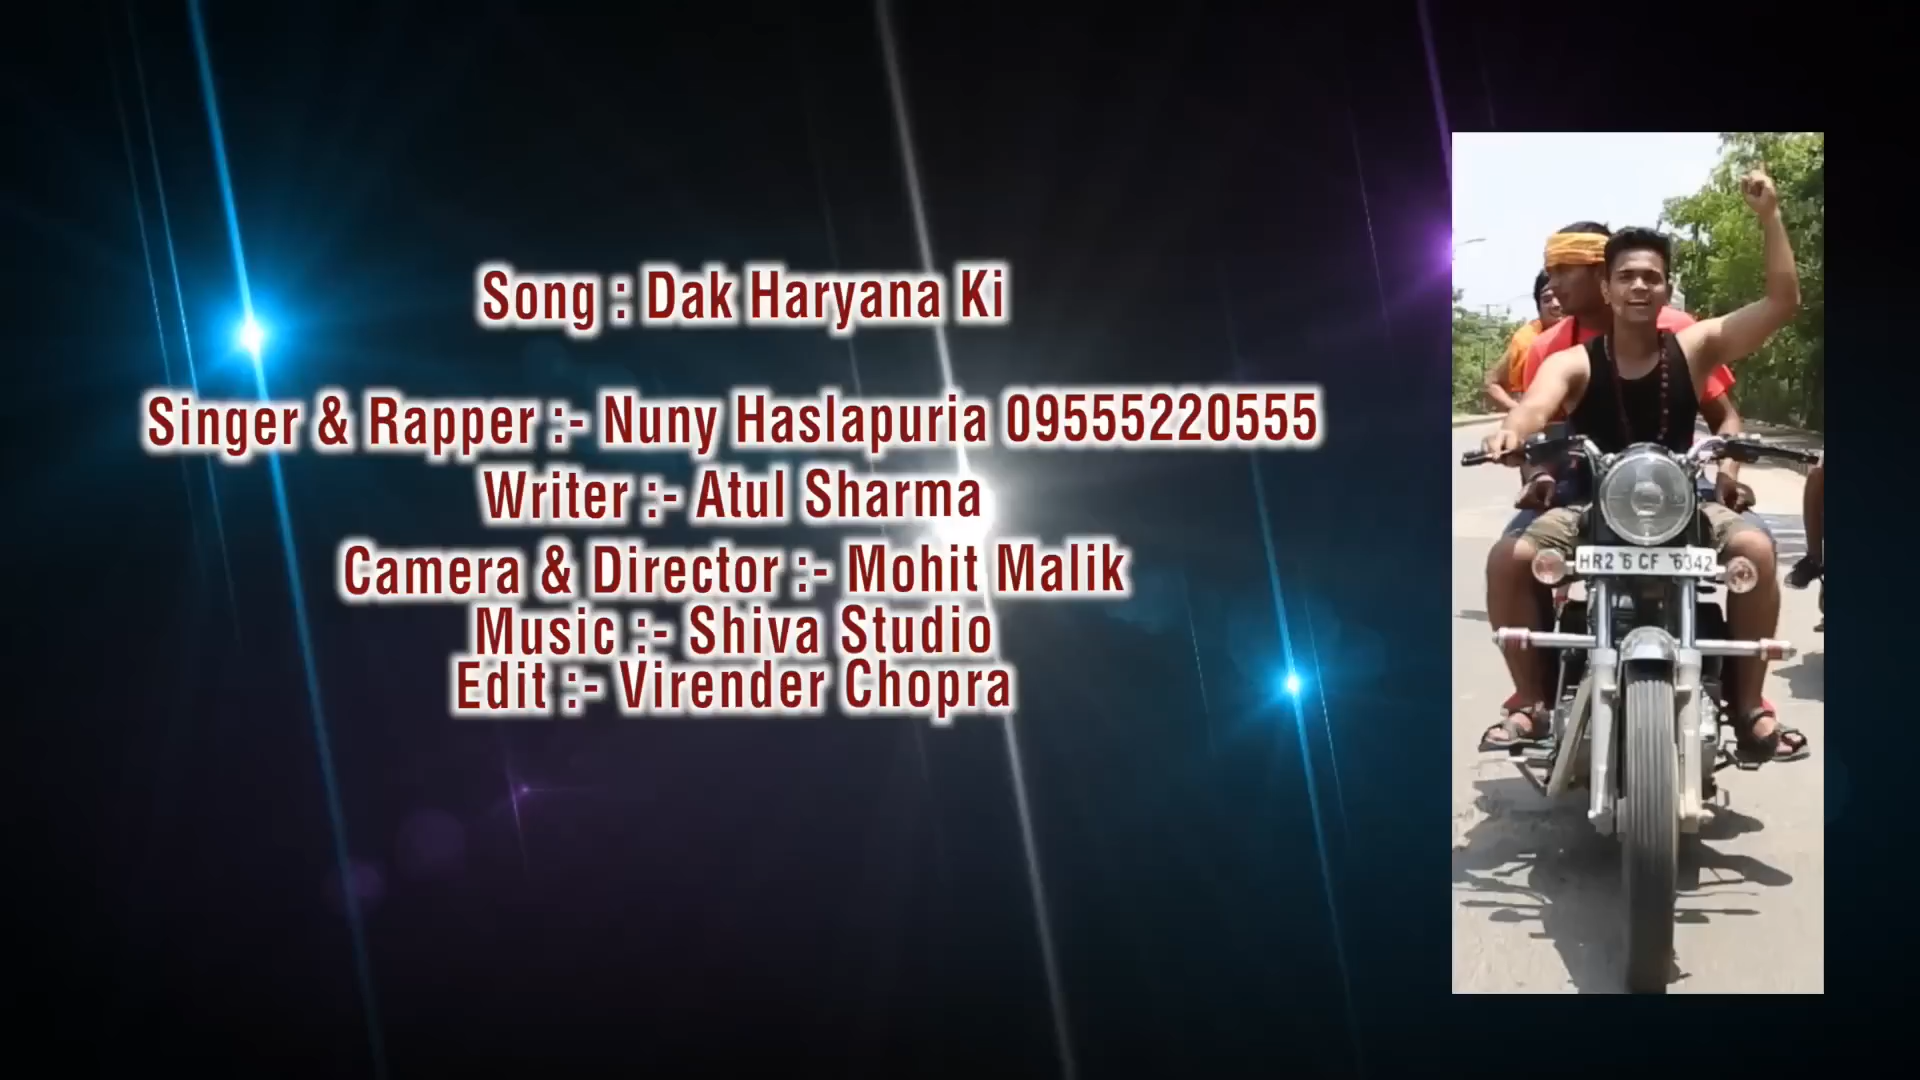 Song : Dak Haryana Ki
Singer & Rapper :- Nuny Haslapuria 09555220555
Writer :- Atul Sharma
Camera & Director :- Mohit Malik
Music :- Shiva Studio
Edit :- Virender Chopra
HR26 CF 6342